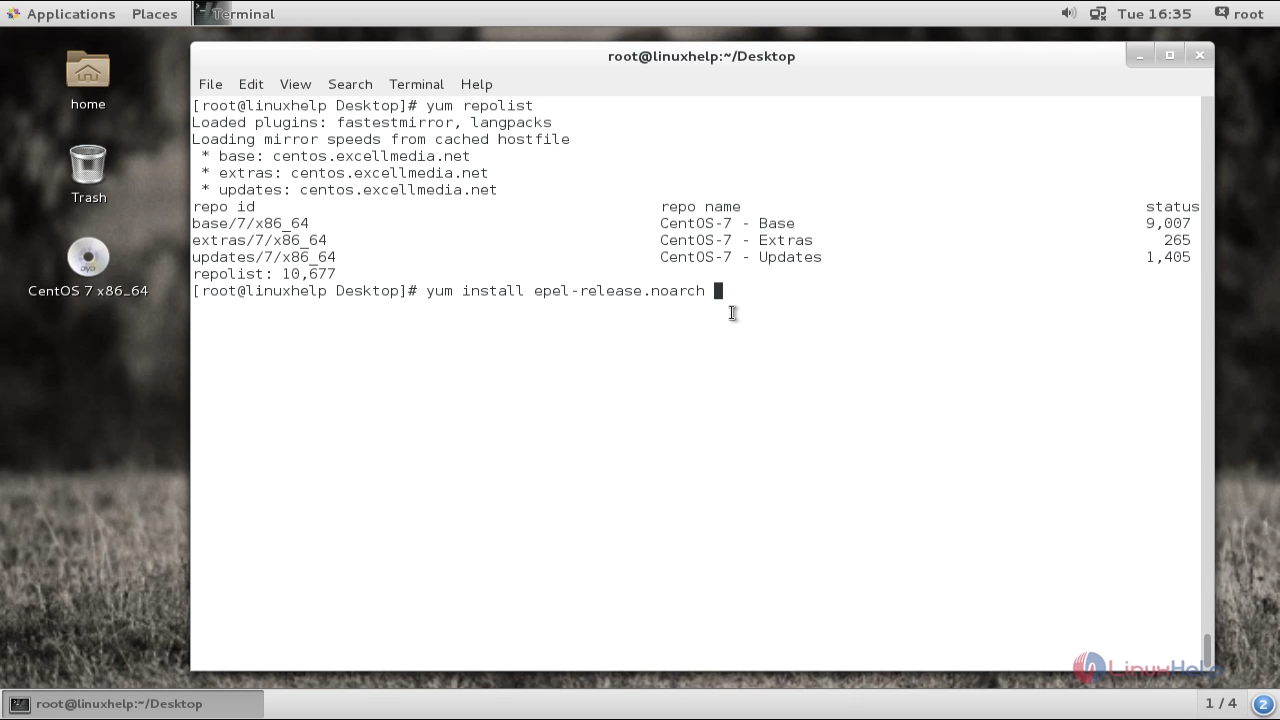 Applications Places Terminal Tue 16:35 root
root@linuxhelp:~/Desktop
File Edit View Search Terminal Help
home
Trash
DVD
CentOS 7 x86_64
[root@linuxhelp Desktop]# yum repolist
Loaded plugins: fastestmirror, langpacks
Loading mirror speeds from cached hostfile
 * base: centos.excellmedia.net
 * extras: centos.excellmedia.net
 * updates: centos.excellmedia.net
repo id repo name status
base/7/x86_64 CentOS-7 - Base 9,007
extras/7/x86_64 CentOS-7 - Extras 265
updates/7/x86_64 CentOS-7 - Updates 1,405
repolist: 10,677
[root@linuxhelp Desktop]# yum install epel-release.noarch
LinuxHelp
root@linuxhelp:~/Desktop 1 / 4 2